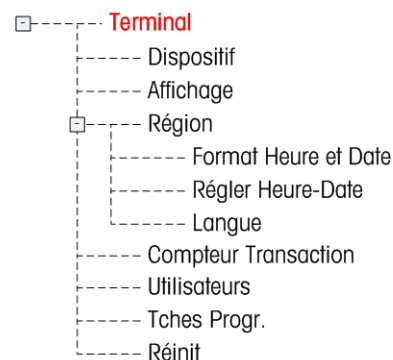 Terminal
Dispositif
Affichage
Région
Format Heure et Date
Régler Heure-Date
Langue
Compteur Transaction
Utilisateurs
Tches Progr.
Réinit